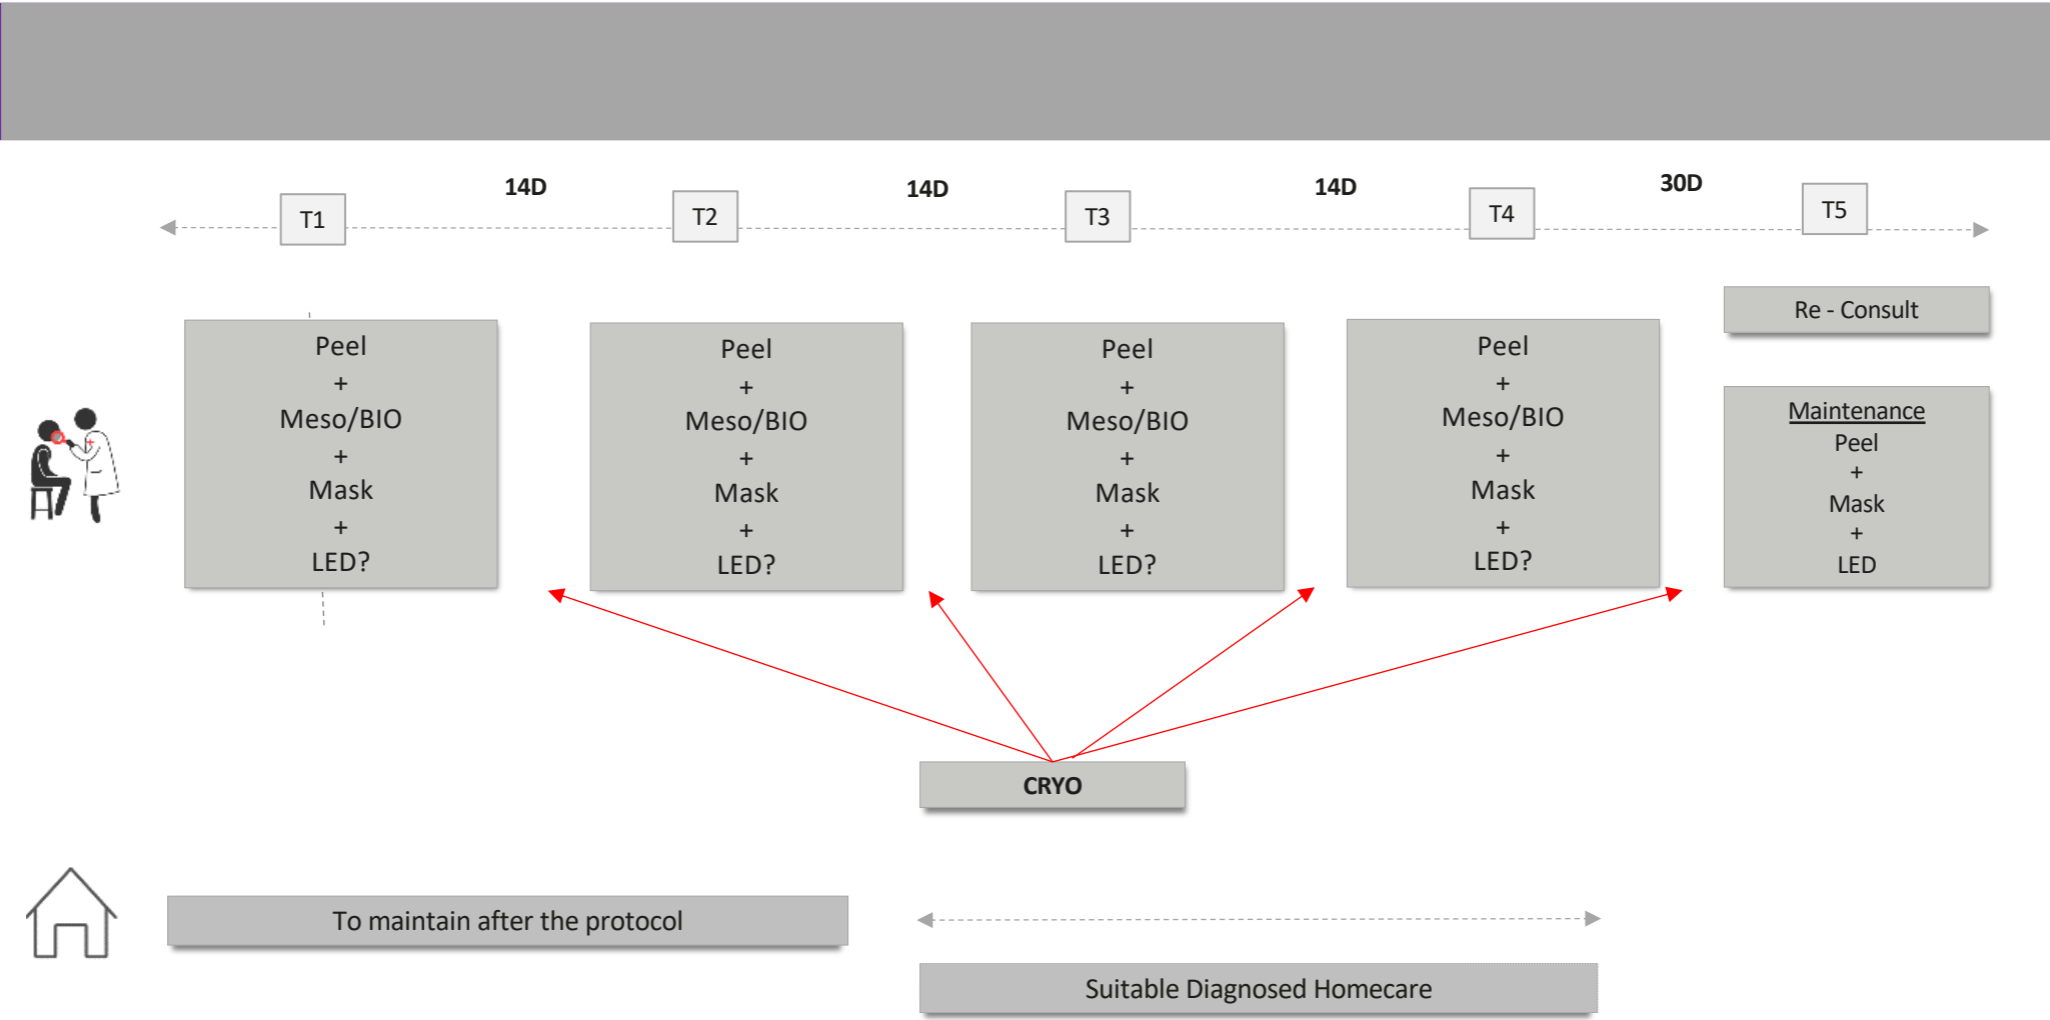 14D
14D
14D
30D
T1
T2
T3
T4
T5
Peel
+
Meso/BIO
+
Mask
+
LED?
Peel
+
Meso/BIO
+
Mask
+
LED?
Peel
+
Meso/BIO
+
Mask
+
LED?
Peel
+
Meso/BIO
+
Mask
+
LED?
Re - Consult
Maintenance
Peel
+
Mask
+
LED
CRYO
To maintain after the protocol
Suitable Diagnosed Homecare